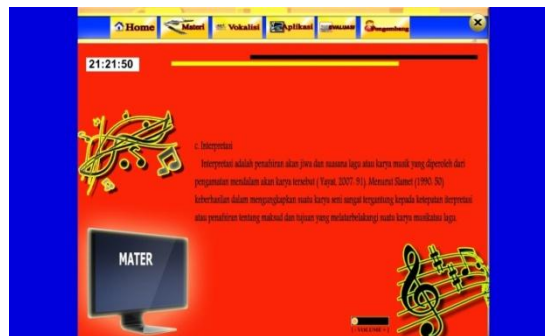 Home Materi Vokalisi Aplikasi EVALUASI Pengembang
21:21:50
c. Interpretasi
Interpretasi adalah penafsiran akan jiwa dan suasana lagu atau karya musik yang diperoleh dari
pengamatan mendalam akan karya tersebut ( Yayat, 2007: 91). Menurut Slamet (1990: 30)
keberhasilan dalam mengungkapkan suatu karya seni sangat tergantung kepada ketepatan iterpretasi
atau penafsiran tentang maksud dan tujuan yang melatarbelakangi suatu karya musikatau lagu.
MATER
[-VOLUME+]